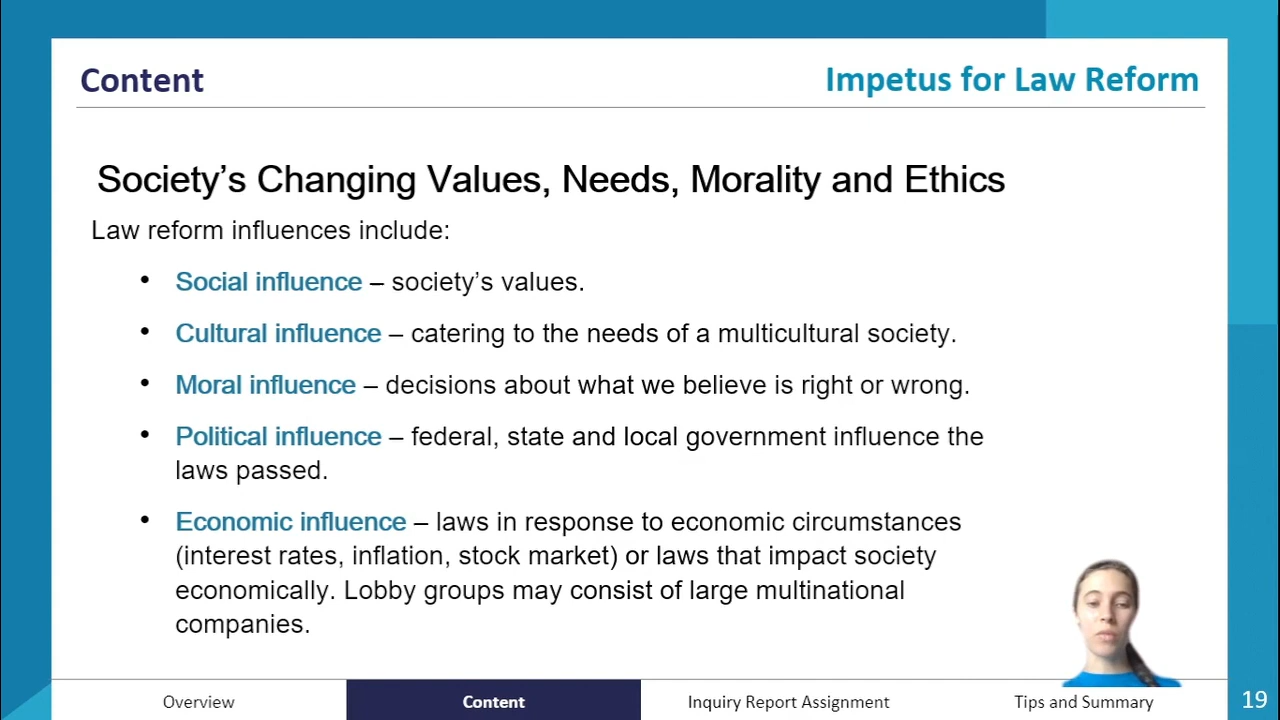 Content
Impetus for Law Reform
Society’s Changing Values, Needs, Morality and Ethics
Law reform influences include:
• Social influence – society’s values.
• Cultural influence – catering to the needs of a multicultural society.
• Moral influence – decisions about what we believe is right or wrong.
• Political influence – federal, state and local government influence the
laws passed.
• Economic influence – laws in response to economic circumstances
(interest rates, inflation, stock market) or laws that impact society
economically. Lobby groups may consist of large multinational
companies.
Overview
Content
Inquiry Report Assignment
Tips and Summary
19